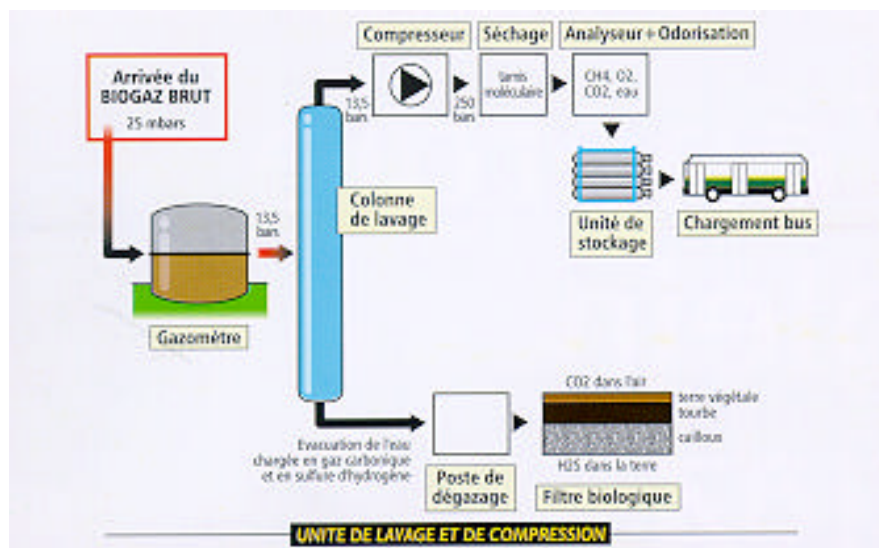 Compresseur
Séchage
Analyseur + Odorisation
Arrivée du
BIOGAZ BRUT
25 mbars
tamis
moléculaire
CH4, O2,
CO2, eau
13,5
bars
250
bars
Colonne
de lavage
13,5
bars
Unité de
stockage
Chargement bus
Gazomètre
CO2 dans l'air
terre végétale
tourbe
cailloux
H2S dans la terre
Evacuation de l'eau
chargée en gaz carbonique
et en sulfure d'hydrogène
Poste de
dégazage
Filtre biologique
UNITE DE LAVAGE ET DE COMPRESSION